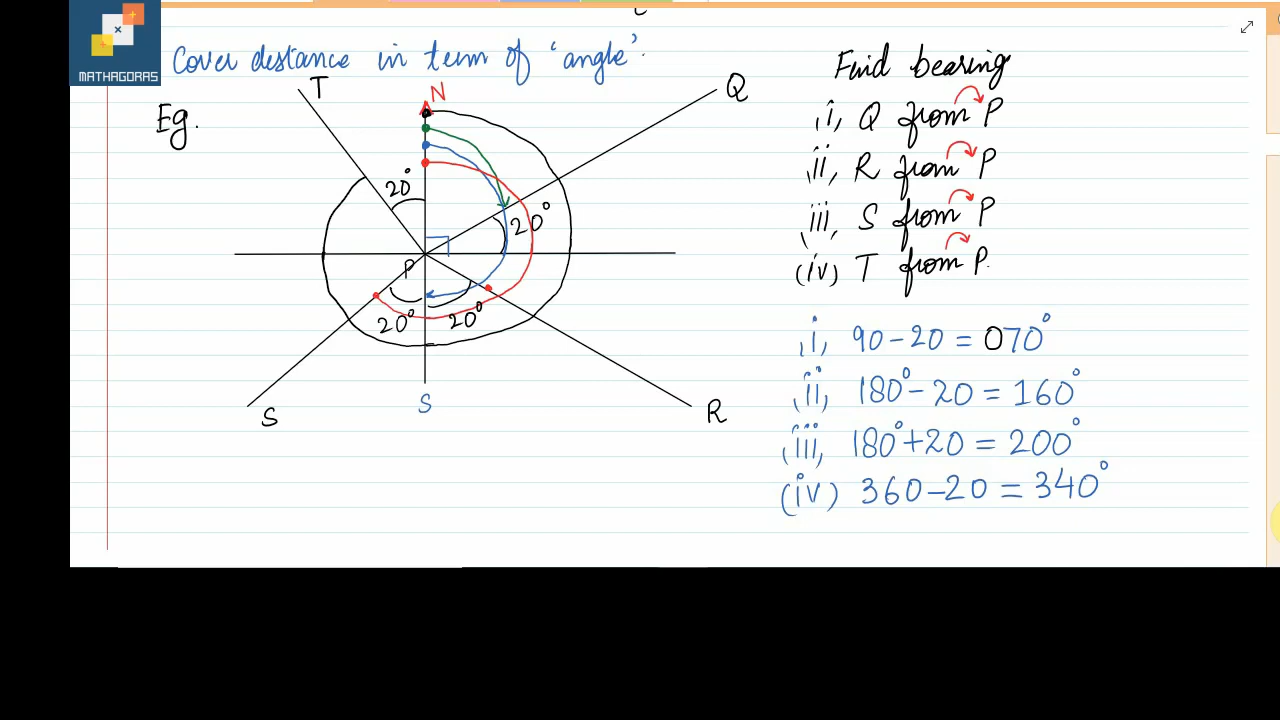 MATHAGORAS
Cover distance in term of 'angle'.
Eg.
T
N
Q
20°
20°
P
20°
20°
S
S
R
Find bearing
(i) Q from P
(ii) R from P
(iii) S from P
(iv) T from P.
(i) 90-20 = 070°
(ii) 180°-20 = 160°
(iii) 180°+20 = 200°
(iv) 360-20 = 340°